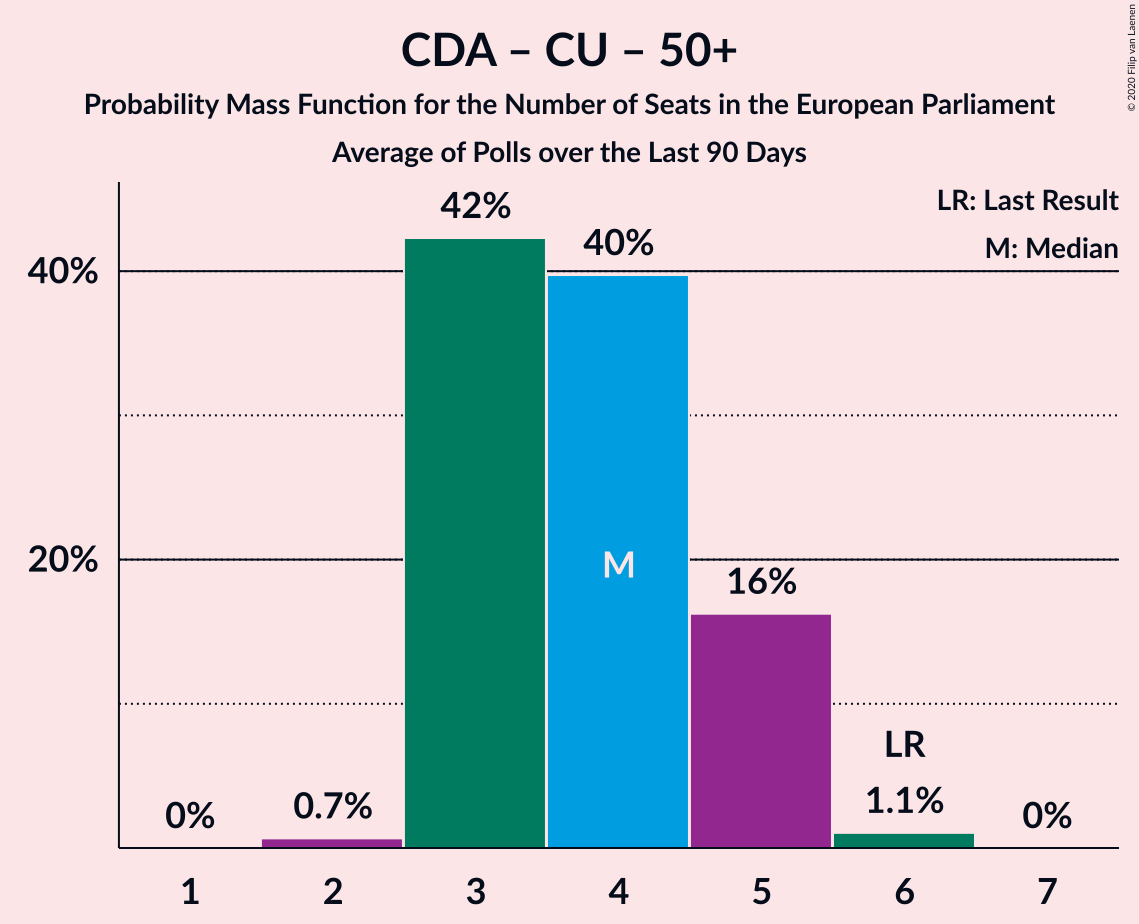 CDA – CU – 50+
Probability Mass Function for the Number of Seats in the European Parliament
Average of Polls over the Last 90 Days
© 2020 Filip van Laenen
LR: Last Result
M: Median
42%
40%
40%
20%
M
16%
LR
0%
0.7%
1.1%
0%
1 2 3 4 5 6 7